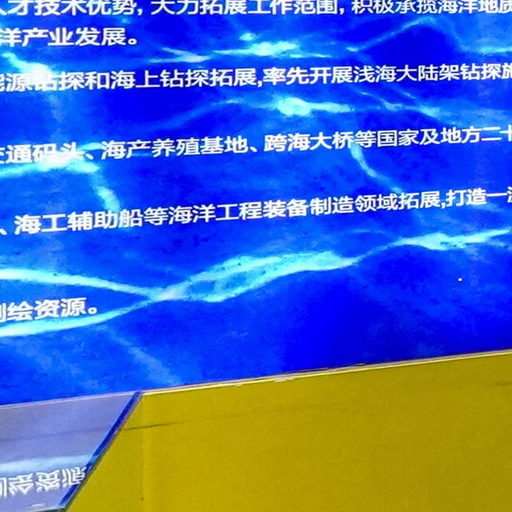 人才技术优势，大力拓展工作范围，积极承揽海洋地质
洋产业发展。
能源钻探和海上钻探拓展,率先开展浅海大陆架钻探施
交通码头、海产养殖基地、跨海大桥等国家及地方二十
、海工辅助船等海洋工程装备制造领域拓展,打造一
测绘资源。